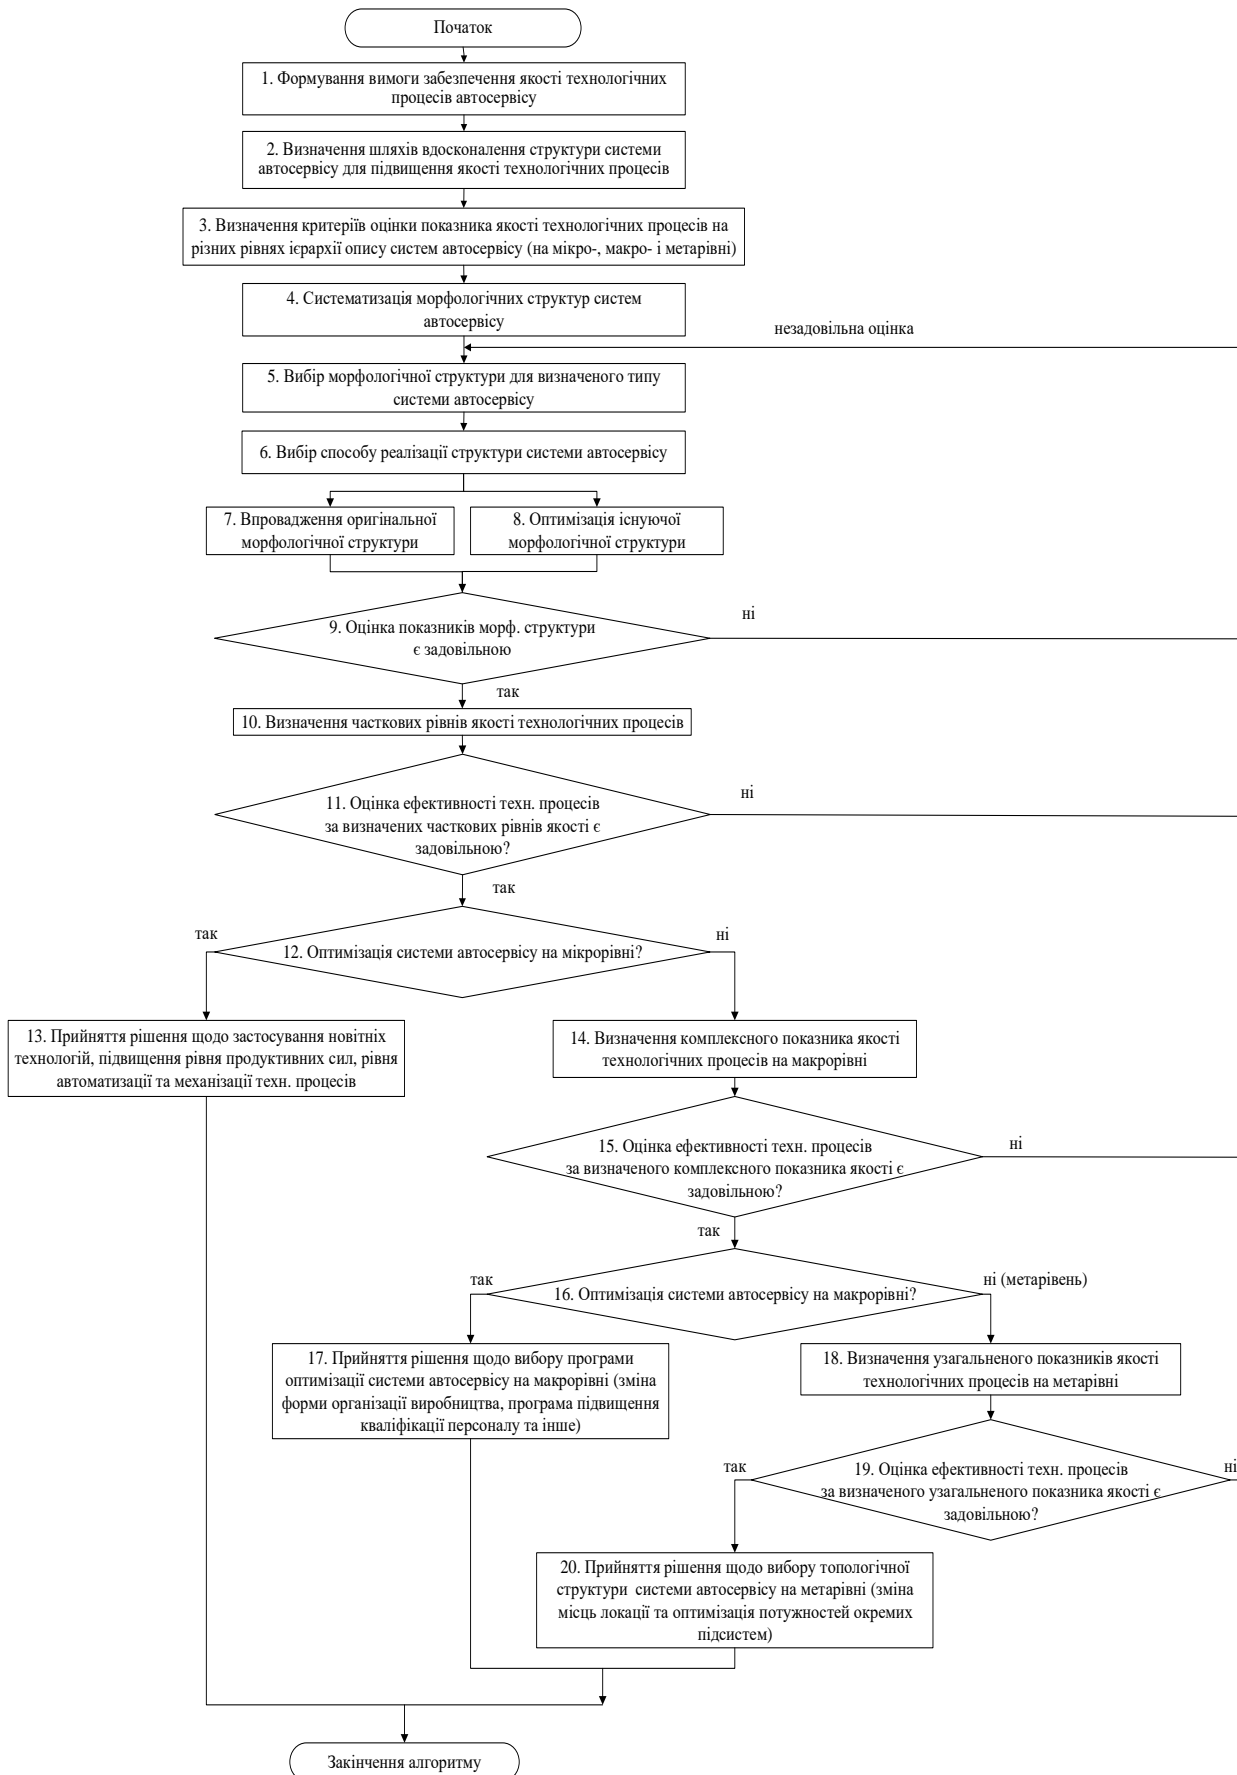 Початок
1. Формування вимоги забезпечення якості технологічних
процесів автосервісу
2. Визначення шляхів вдосконалення структури системи
автосервісу для підвищення якості технологічних процесів
3. Визначення критеріїв оцінки показника якості технологічних процесів на
різних рівнях ієрархії опису систем автосервісу (на мікро-, макро- і метарівні)
4. Систематизація морфологічних структур систем
автосервісу
незадовільна оцінка
5. Вибір морфологічної структури для визначеного типу
системи автосервісу
6. Вибір способу реалізації структури системи автосервісу
7. Впровадження оригінальної
морфологічної структури
8. Оптимізація існуючої
морфологічної структури
9. Оцінка показників морф. структури
є задовільною
ні
так
10. Визначення часткових рівнів якості технологічних процесів
11. Оцінка ефективності техн. процесів
за визначених часткових рівнів якості є
задовільною?
ні
так
12. Оптимізація системи автосервісу на мікрорівні?
так
ні
13. Прийняття рішення щодо застосування новітніх
технологій, підвищення рівня продуктивних сил, рівня
автоматизації та механізації техн. процесів
14. Визначення комплексного показника якості
технологічних процесів на макрорівні
15. Оцінка ефективності техн. процесів
за визначеного комплексного показника якості є
задовільною?
ні
так
16. Оптимізація системи автосервісу на макрорівні?
так
ні (метарівень)
17. Прийняття рішення щодо вибору програми
оптимізації системи автосервісу на макрорівні (зміна
форми організації виробництва, програма підвищення
кваліфікації персоналу та інше)
18. Визначення узагальненого показників якості
технологічних процесів на метарівні
19. Оцінка ефективності техн. процесів
за визначеного узагальненого показника якості є
задовільною?
так
ні
20. Прийняття рішення щодо вибору топологічної
структури системи автосервісу на метарівні (зміна
місць локації та оптимізація потужностей окремих
підсистем)
Закінчення алгоритму